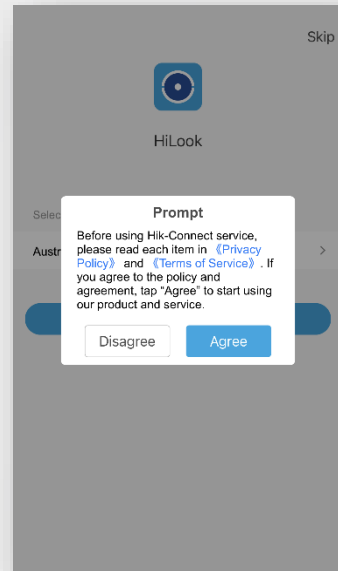 Skip
HiLook
Selec
Prompt
Before using Hik-Connect service,
please read each item in 《Privacy
Policy》 and 《Terms of Service》. If
you agree to the policy and
agreement, tap “Agree” to start using
our product and service.
Austr
Disagree
Agree